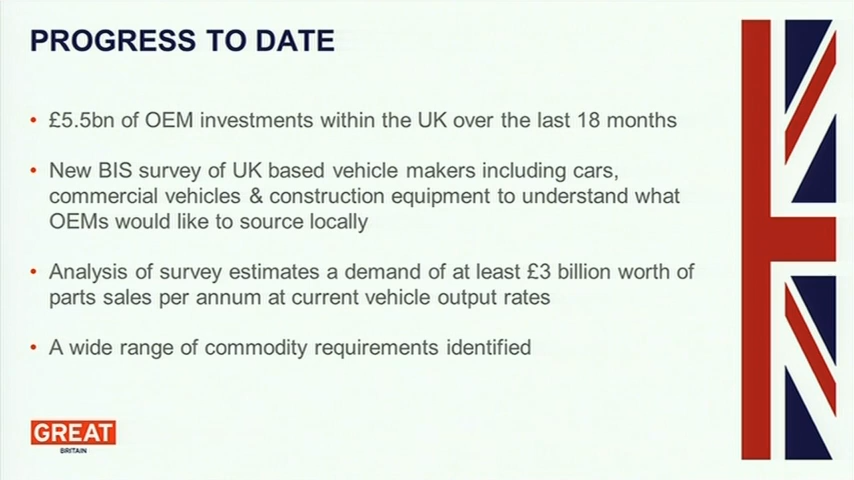 PROGRESS TO DATE
• £5.5bn of OEM investments within the UK over the last 18 months
• New BIS survey of UK based vehicle makers including cars,
commercial vehicles & construction equipment to understand what
OEMs would like to source locally
• Analysis of survey estimates a demand of at least £3 billion worth of
parts sales per annum at current vehicle output rates
• A wide range of commodity requirements identified
GREAT
BRITAIN